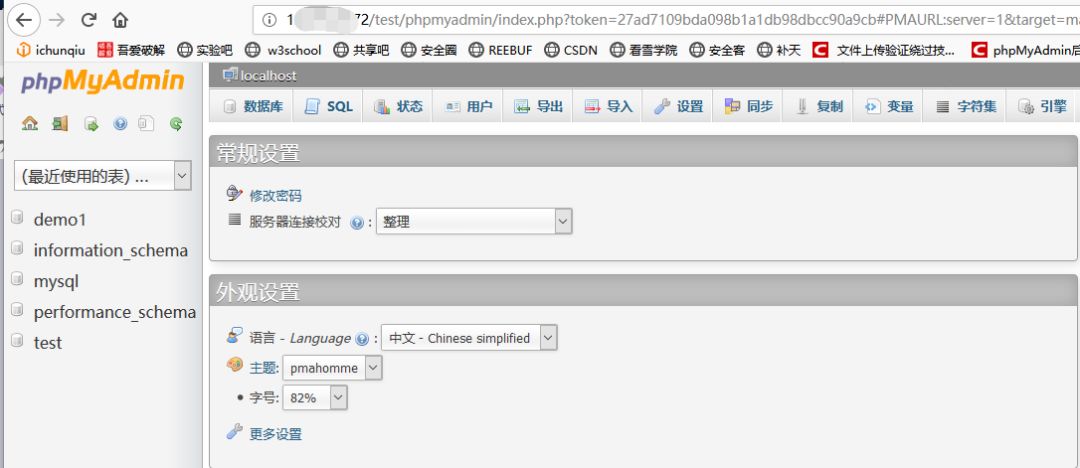 1 72/test/phpmyadmin/index.php?token=27ad7109bda098b1a1db98dbcc90a9cb#PMAURL:server=1&target=ma
ichunqiu 吾爱破解 实验吧 w3school 共享吧 安全圈 REEBUF CSDN 看雪学院 安全客 补天 文件上传验证绕过技... phpMyAdmin后
phpMyAdmin
localhost
数据库 SQL 状态 用户 导出 导入 设置 同步 复制 变量 字符集 引擎
(最近使用的表) ...
demo1
information_schema
mysql
performance_schema
test
常规设置
修改密码
服务器连接校对 : 整理
外观设置
语言 - Language : 中文 - Chinese simplified
主题: pmahomme
字号: 82%
更多设置